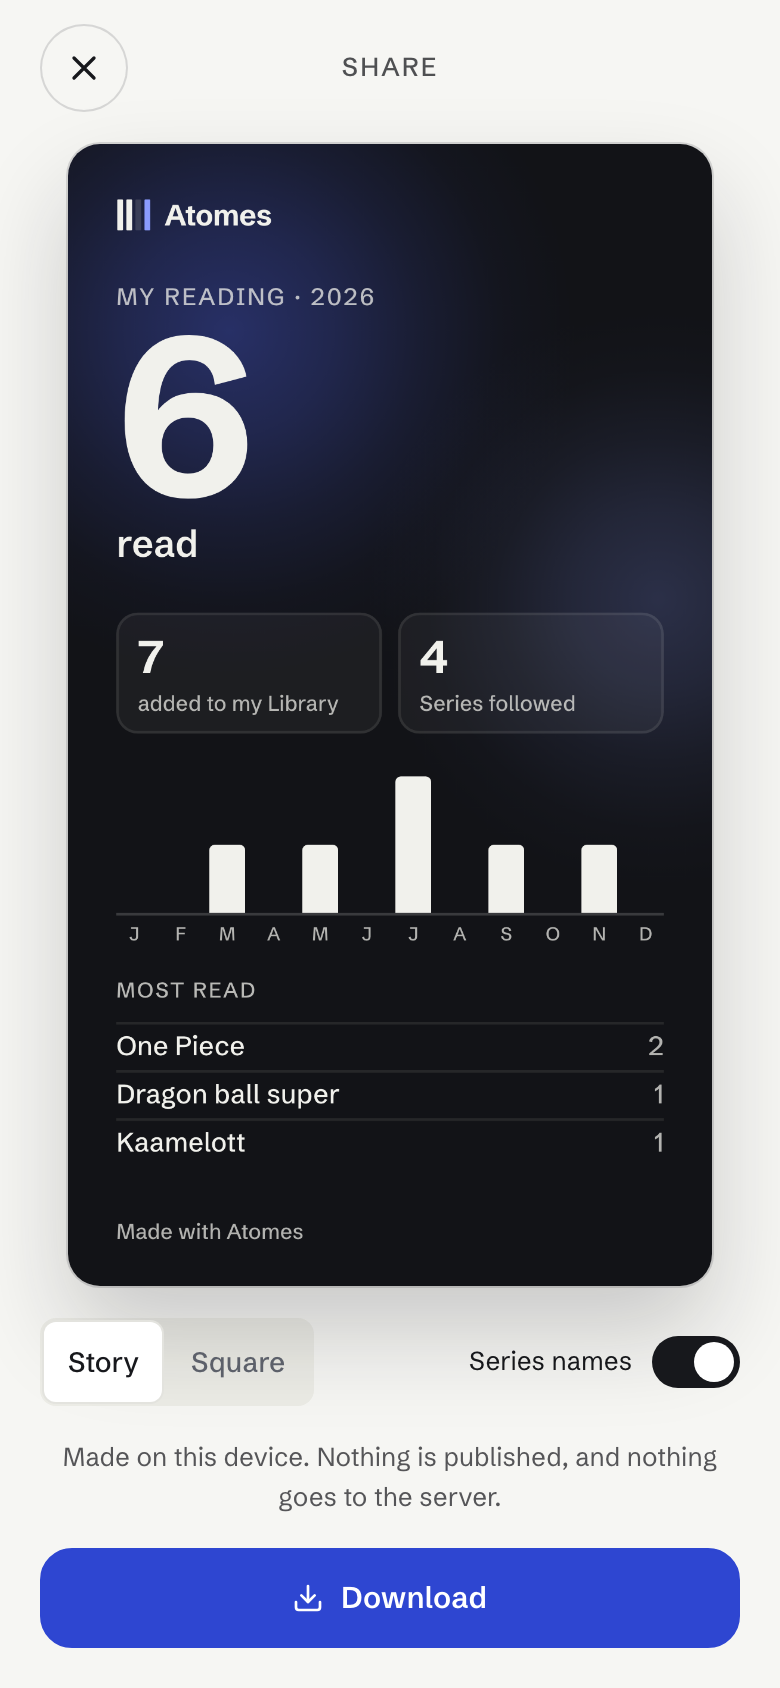 SHARE
Atomes
MY READING · 2026
6
read
7
added to my Library
4
Series followed
J F M A M J J A S O N D
MOST READ
One Piece 2
Dragon ball super 1
Kaamelott 1
Made with Atomes
Story Square Series names
Made on this device. Nothing is published, and nothing
goes to the server.
Download